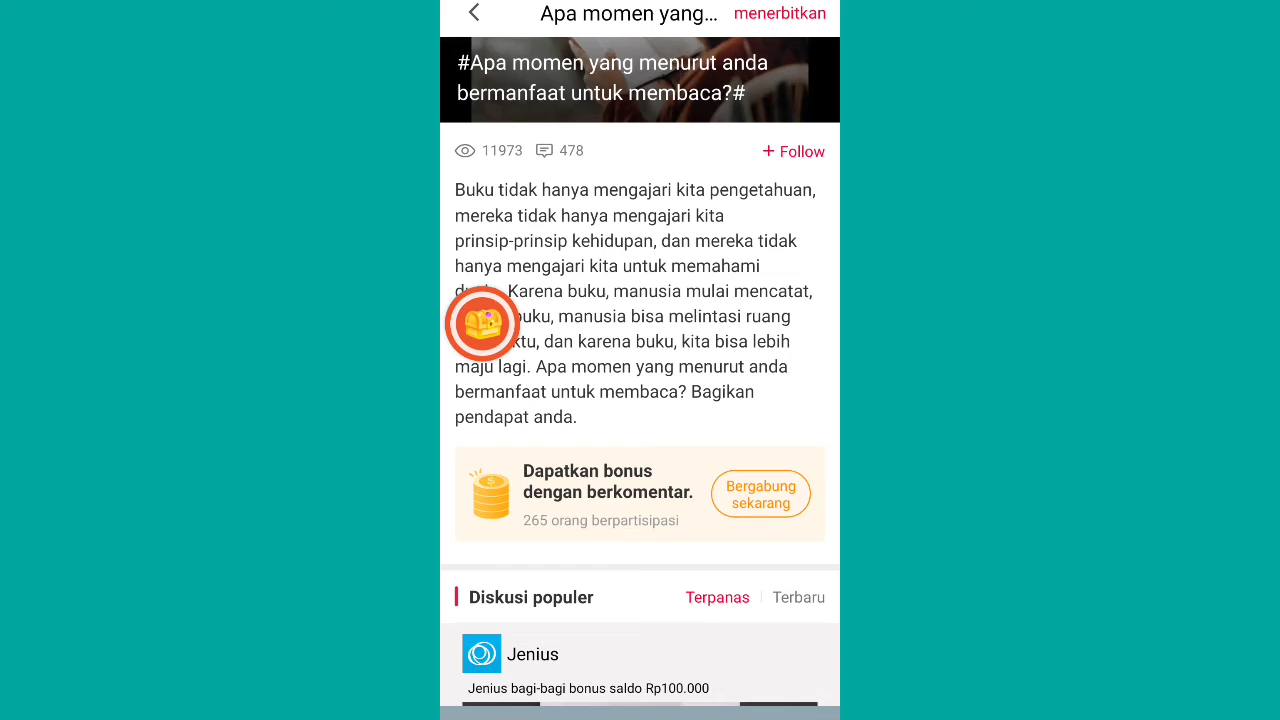 Apa momen yang...
menerbitkan
#Apa momen yang menurut anda
bermanfaat untuk membaca?#
11973
478
+ Follow
Buku tidak hanya mengajari kita pengetahuan,
mereka tidak hanya mengajari kita
prinsip-prinsip kehidupan, dan mereka tidak
hanya mengajari kita untuk memahami
Karena buku, manusia mulai mencatat,
buku, manusia bisa melintasi ruang
dan karena buku, kita bisa lebih
maju lagi. Apa momen yang menurut anda
bermanfaat untuk membaca? Bagikan
pendapat anda.
Dapatkan bonus
dengan berkomentar.
265 orang berpartisipasi
Bergabung
sekarang
Diskusi populer
Terpanas
Terbaru
Jenius
Jenius bagi-bagi bonus saldo Rp100.000